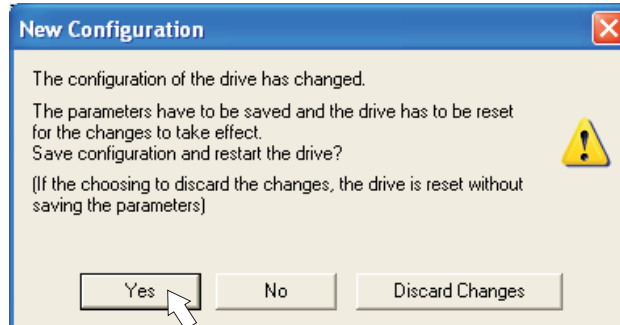 New Configuration
The configuration of the drive has changed.
The parameters have to be saved and the drive has to be reset
for the changes to take effect.
Save configuration and restart the drive?
(If the choosing to discard the changes, the drive is reset without
saving the parameters)
Yes
No
Discard Changes